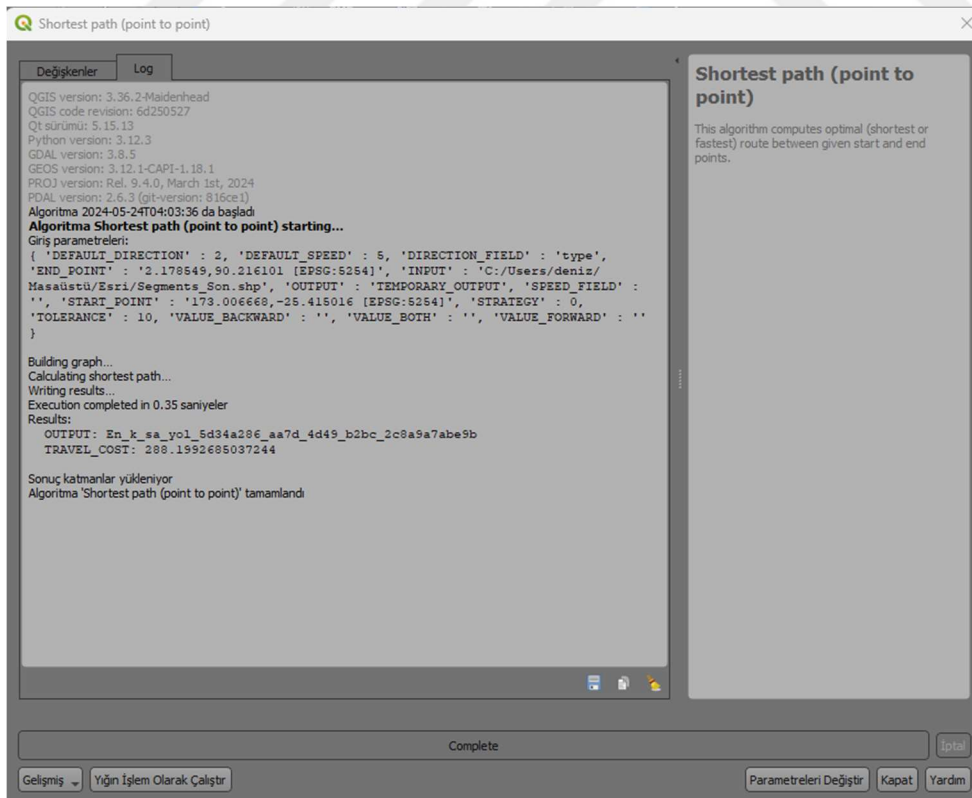 Shortest path (point to point)
Değişkenler
Log
QGIS version: 3.36.2-Maidenhead
QGIS code revision: 6d250527
Qt sürümü: 5.15.13
Python version: 3.12.3
GDAL version: 3.8.5
GEOS version: 3.12.1-CAPI-1.18.1
PROJ version: Rel. 9.4.0, March 1st, 2024
PDAL version: 2.6.3 (git-version: 816ce1)
Algoritma 2024-05-24T04:03:36 da başladı
Algoritma Shortest path (point to point) starting...
Giriş parametreleri:
{ 'DEFAULT_DIRECTION' : 2, 'DEFAULT_SPEED' : 5, 'DIRECTION_FIELD' : 'type',
'END_POINT' : '2.178549,90.216101 [EPSG:5254]', 'INPUT' : 'C:/Users/deniz/
Masaüstü/Esri/Segments_Son.shp', 'OUTPUT' : 'TEMPORARY_OUTPUT', 'SPEED_FIELD' :
'', 'START_POINT' : '173.006668,-25.415016 [EPSG:5254]', 'STRATEGY' : 0,
'TOLERANCE' : 10, 'VALUE_BACKWARD' : '', 'VALUE_BOTH' : '', 'VALUE_FORWARD' : ''
}
Building graph...
Calculating shortest path...
Writing results...
Execution completed in 0.35 saniyeler
Results:
OUTPUT: En_k_sa_yol_5d34a286_aa7d_4d49_b2bc_2c8a9a7abe9b
TRAVEL_COST: 288.1992685037244
Sonuç katmanlar yükleniyor
Algoritma 'Shortest path (point to point)' tamamlandı
Shortest path (point to
point)
This algorithm computes optimal (shortest or
fastest) route between given start and end
points.
Complete
İptal
Gelişmiş
Yığın İşlem Olarak Çalıştır
Parametreleri Değiştir
Kapat
Yardım